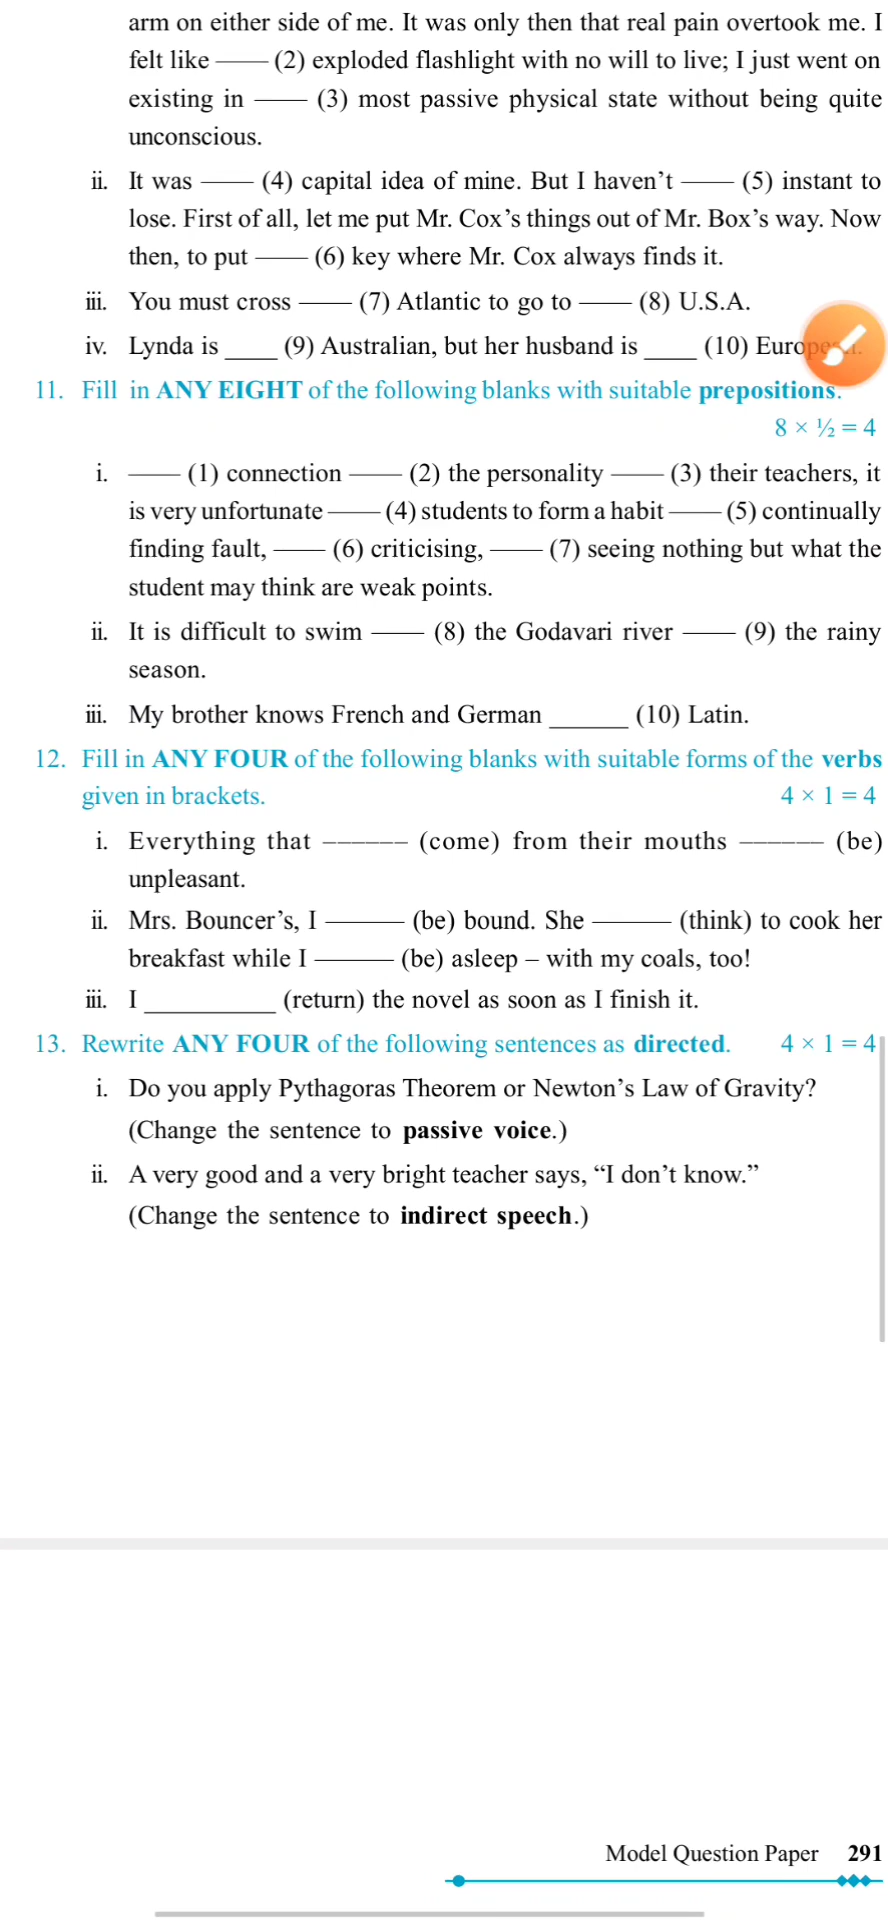 arm on either side of me. It was only then that real pain overtook me. I
felt like —— (2) exploded flashlight with no will to live; I just went on
existing in —— (3) most passive physical state without being quite
unconscious.
ii. It was —— (4) capital idea of mine. But I haven’t —— (5) instant to
lose. First of all, let me put Mr. Cox’s things out of Mr. Box’s way. Now
then, to put —— (6) key where Mr. Cox always finds it.
iii. You must cross —— (7) Atlantic to go to —— (8) U.S.A.
iv. Lynda is ____ (9) Australian, but her husband is ____ (10)
11. Fill in ANY EIGHT of the following blanks with suitable prepositions.
8 × ½ = 4
i. —— (1) connection —— (2) the personality —— (3) their teachers, it
is very unfortunate —— (4) students to form a habit —— (5) continually
finding fault, —— (6) criticising, —— (7) seeing nothing but what the
student may think are weak points.
ii. It is difficult to swim —— (8) the Godavari river —— (9) the rainy
season.
iii. My brother knows French and German ______ (10) Latin.
12. Fill in ANY FOUR of the following blanks with suitable forms of the verbs
given in brackets. 4 × 1 = 4
i. Everything that ------ (come) from their mouths ------ (be)
unpleasant.
ii. Mrs. Bouncer’s, I ——— (be) bound. She ——— (think) to cook her
breakfast while I ——— (be) asleep – with my coals, too!
iii. I __________ (return) the novel as soon as I finish it.
13. Rewrite ANY FOUR of the following sentences as directed. 4 × 1 = 4
i. Do you apply Pythagoras Theorem or Newton’s Law of Gravity?
(Change the sentence to passive voice.)
ii. A very good and a very bright teacher says, “I don’t know.”
(Change the sentence to indirect speech.)
Model Question Paper 291